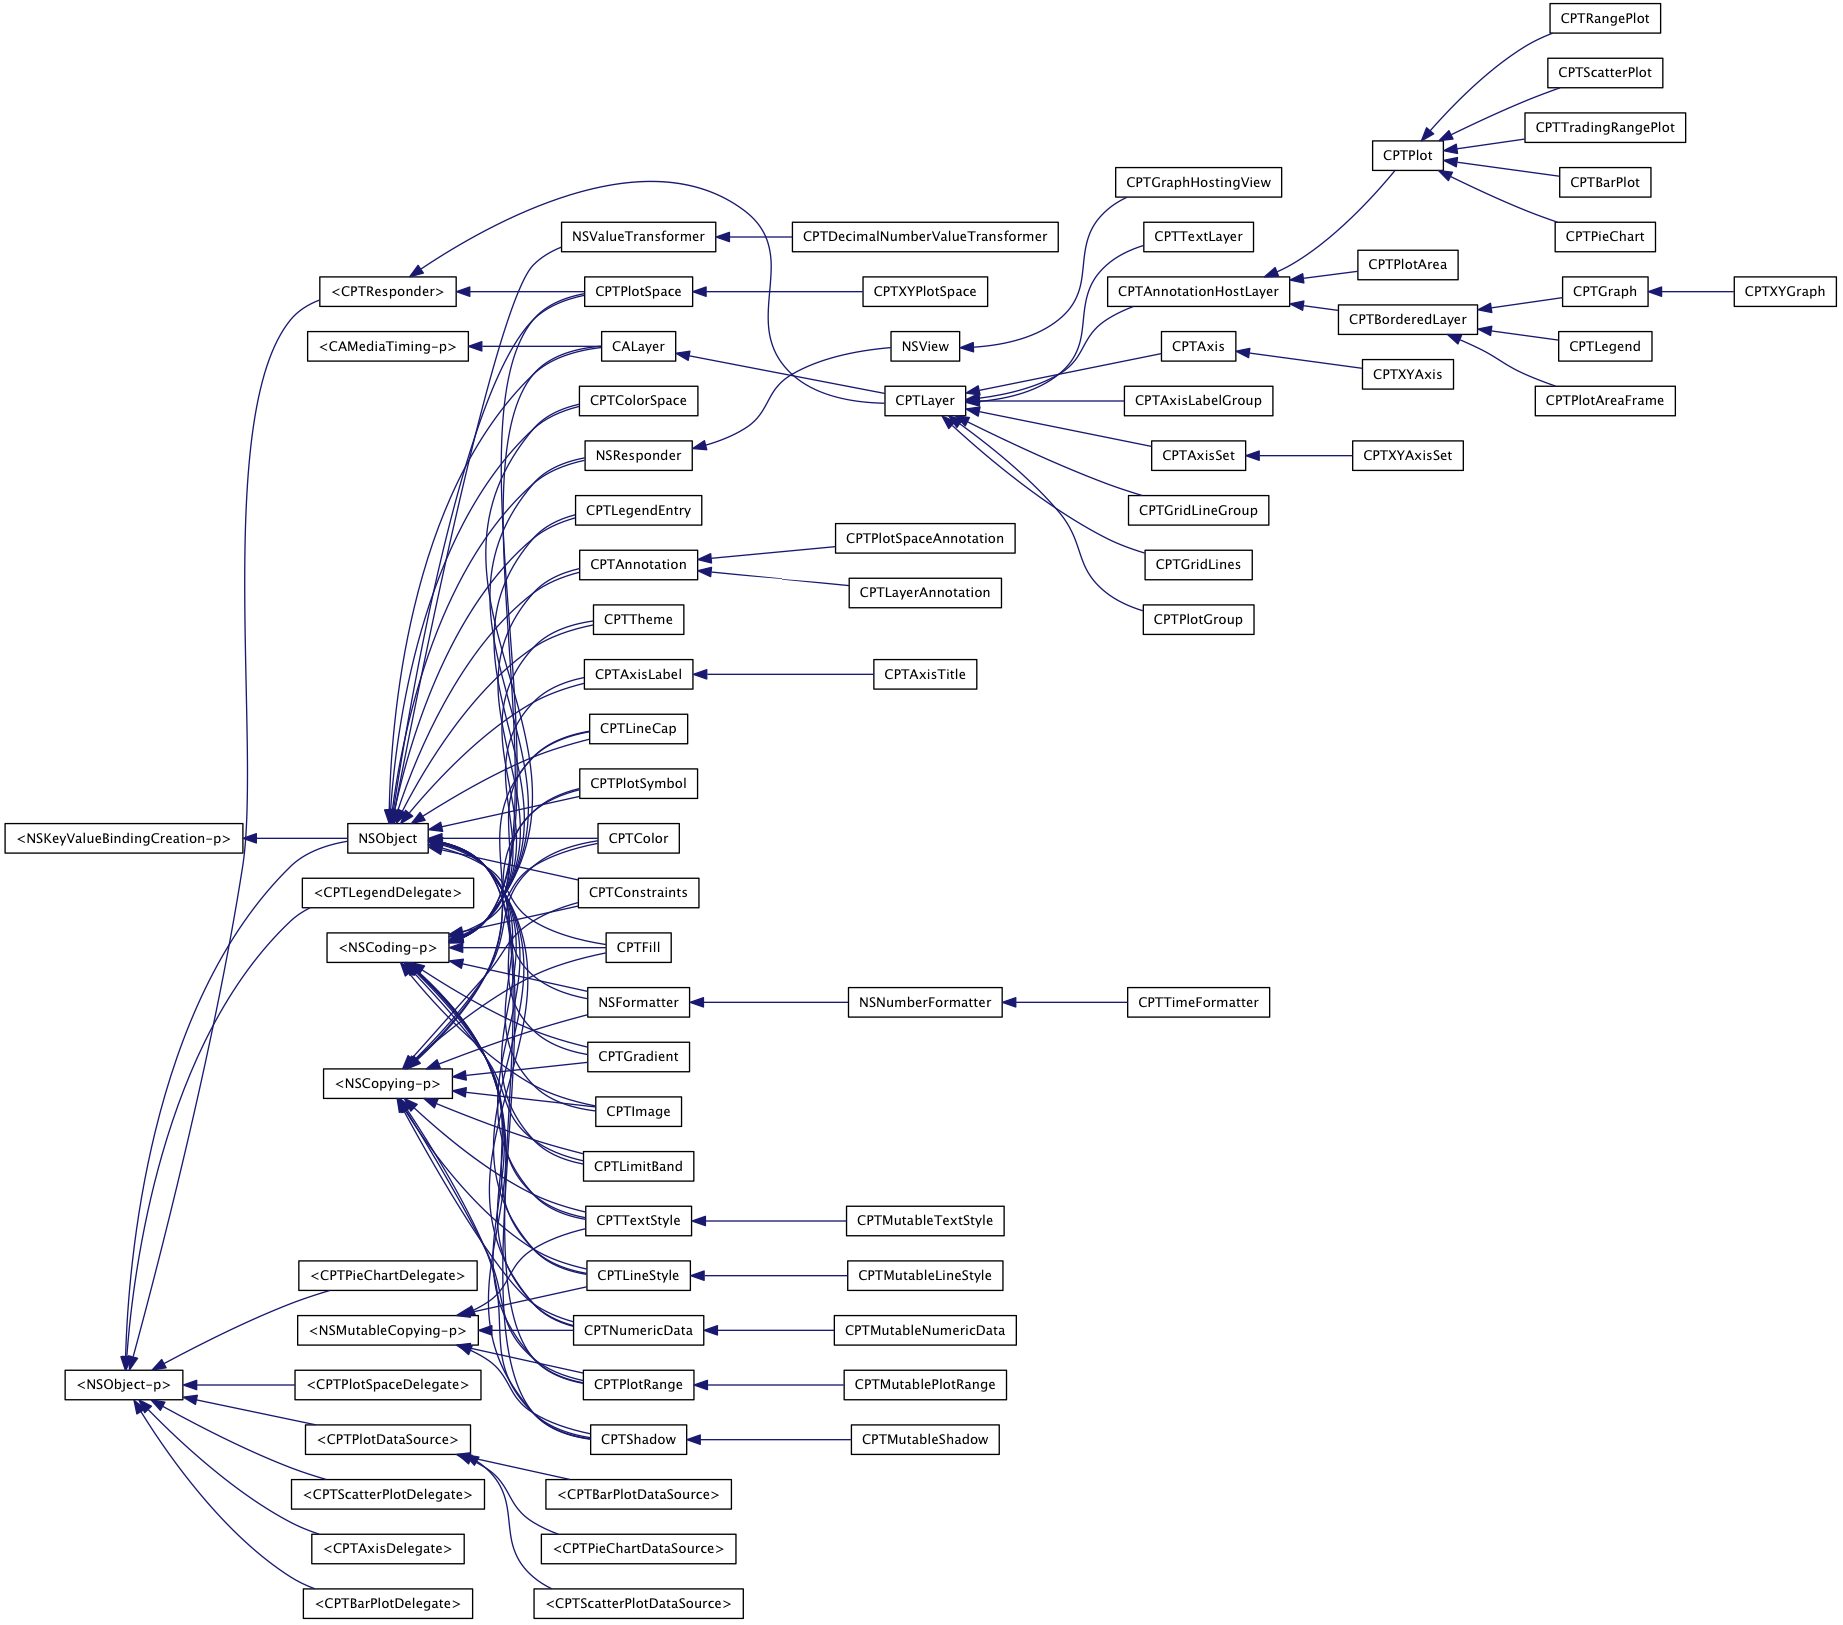 CPTRangePlot
CPTScatterPlot
CPTTradingRangePlot
CPTPlot
CPTBarPlot
CPTPieChart
CPTGraphHostingView
CPTTextLayer
NSValueTransformer
CPTDecimalNumberValueTransformer
CPTPlotArea
<CPTResponder>
CPTPlotSpace
CPTXYPlotSpace
CPTAnnotationHostLayer
CPTGraph
CPTXYGraph
CPTBorderedLayer
<CAMediaTiming-p>
CALayer
NSView
CPTAxis
CPTLegend
CPTXYAxis
CPTColorSpace
CPTLayer
CPTAxisLabelGroup
CPTPlotAreaFrame
NSResponder
CPTAxisSet
CPTXYAxisSet
CPTLegendEntry
CPTGridLineGroup
CPTPlotSpaceAnnotation
CPTAnnotation
CPTGridLines
CPTLayerAnnotation
CPTTheme
CPTPlotGroup
CPTAxisLabel
CPTAxisTitle
CPTLineCap
CPTPlotSymbol
<NSKeyValueBindingCreation-p>
NSObject
CPTColor
<CPTLegendDelegate>
CPTConstraints
<NSCoding-p>
CPTFill
NSFormatter
NSNumberFormatter
CPTTimeFormatter
CPTGradient
<NSCopying-p>
CPTImage
CPTLimitBand
CPTTextStyle
CPTMutableTextStyle
<CPTPieChartDelegate>
CPTLineStyle
CPTMutableLineStyle
<NSMutableCopying-p>
CPTNumericData
CPTMutableNumericData
<NSObject-p>
<CPTPlotSpaceDelegate>
CPTPlotRange
CPTMutablePlotRange
<CPTPlotDataSource>
CPTShadow
CPTMutableShadow
<CPTScatterPlotDelegate>
<CPTBarPlotDataSource>
<CPTAxisDelegate>
<CPTPieChartDataSource>
<CPTBarPlotDelegate>
<CPTScatterPlotDataSource>